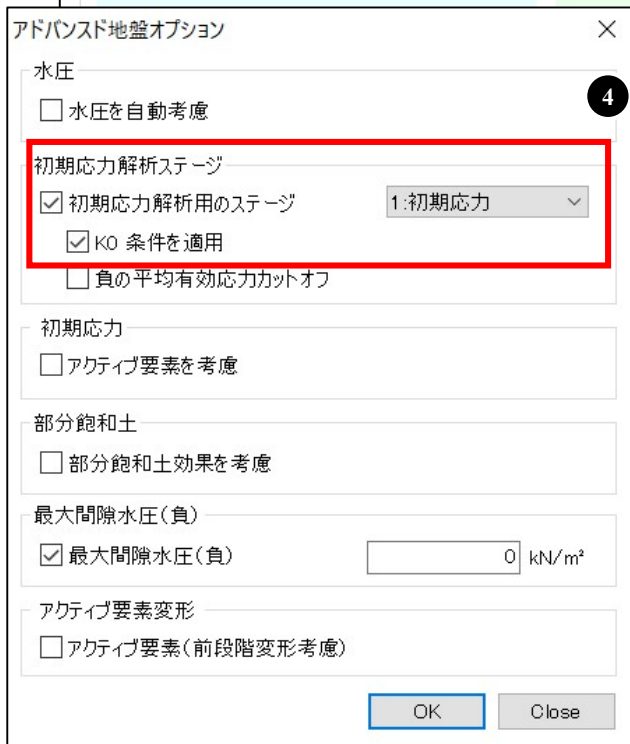 アドバンスド地盤オプション
水圧
水圧を自動考慮
4
初期応力解析ステージ
初期応力解析用のステージ 1:初期応力
K0 条件を適用
負の平均有効応力カットオフ
初期応力
アクティブ要素を考慮
部分飽和土
部分飽和土効果を考慮
最大間隙水圧(負)
最大間隙水圧(負) 0 kN/m²
アクティブ要素変形
アクティブ要素(前段階変形考慮)
OK Close